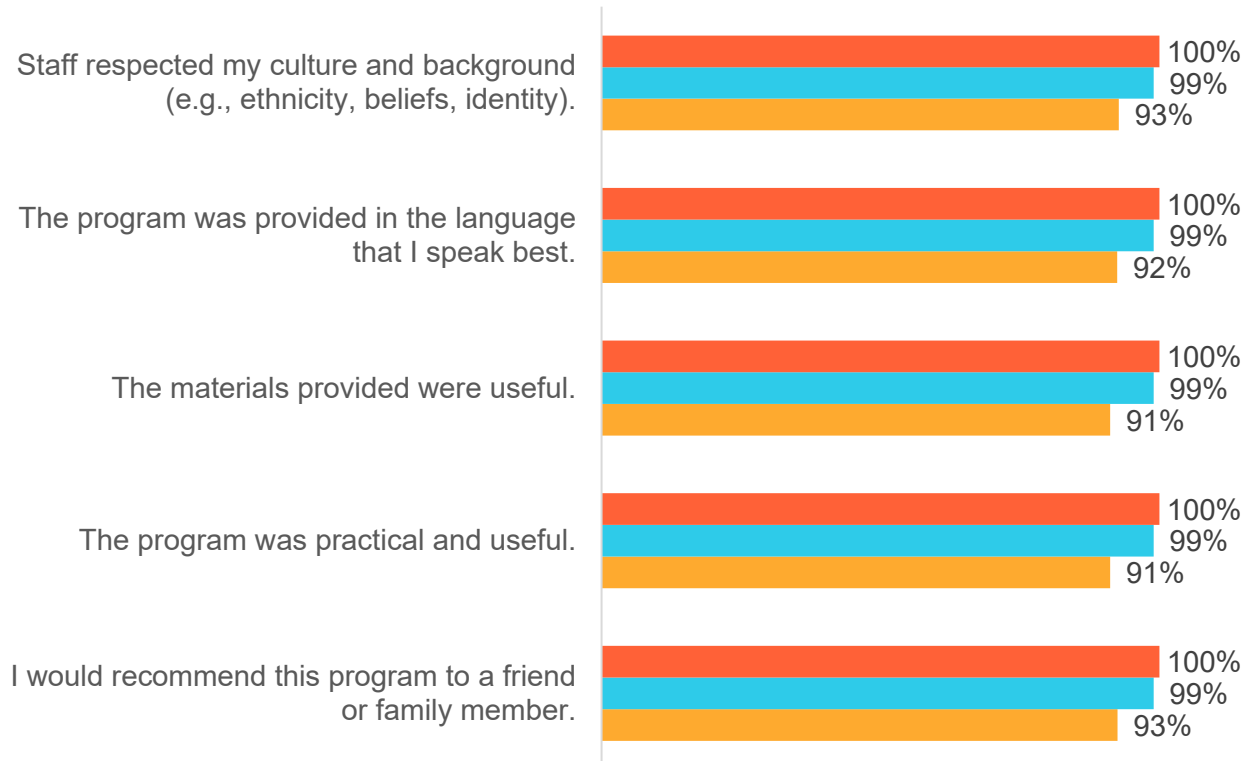 Staff respected my culture and background
(e.g., ethnicity, beliefs, identity).
100%
99%
93%
The program was provided in the language
that I speak best.
100%
99%
92%
The materials provided were useful.
100%
99%
91%
The program was practical and useful.
100%
99%
91%
I would recommend this program to a friend
or family member.
100%
99%
93%